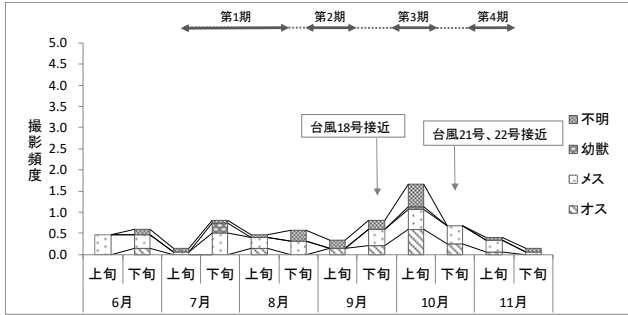 第1期 第2期 第3期 第4期
5.0
4.5
4.0
3.5
3.0
2.5
2.0
1.5
1.0
0.5
0.0
撮影頻度
台風18号接近
台風21号、22号接近
不明
幼獣
メス
オス
上旬 下旬 上旬 下旬 上旬 下旬 上旬 下旬 上旬 下旬 上旬 下旬
6月 7月 8月 9月 10月 11月